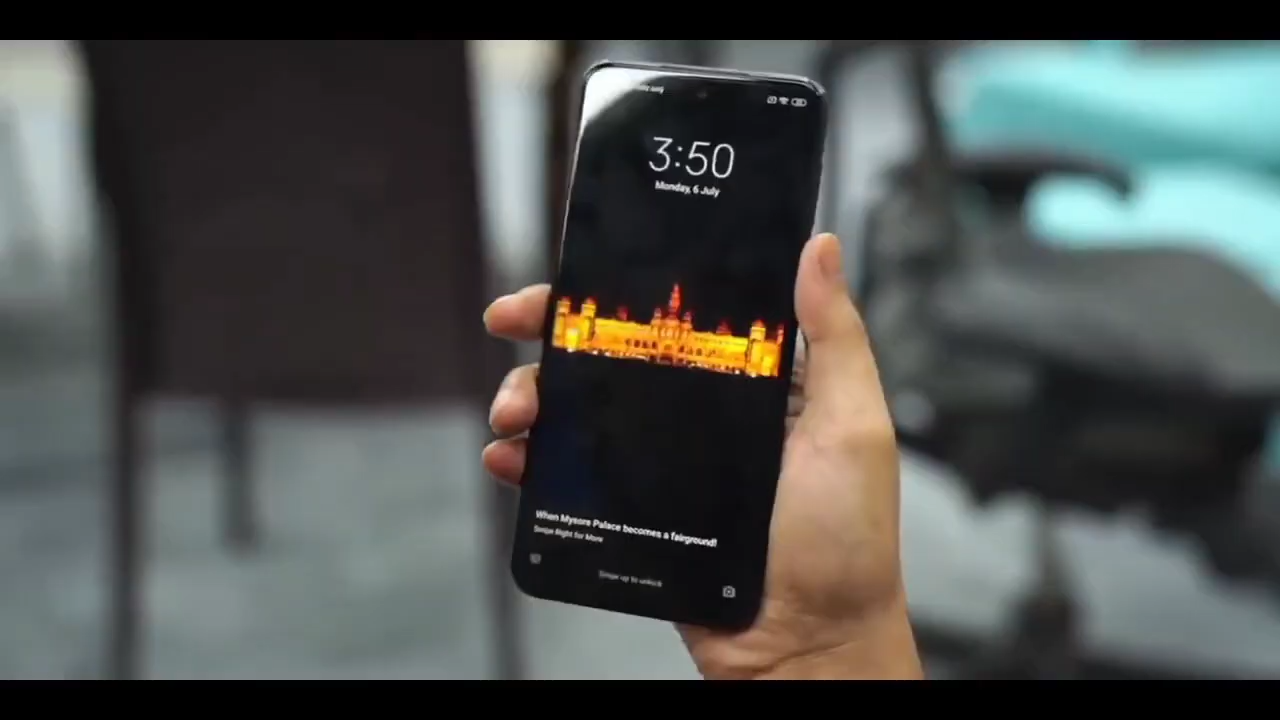 3:50
Monday, 6 July
When Mysore Palace becomes a fairground!
Swipe Right for More
Swipe up to unlock